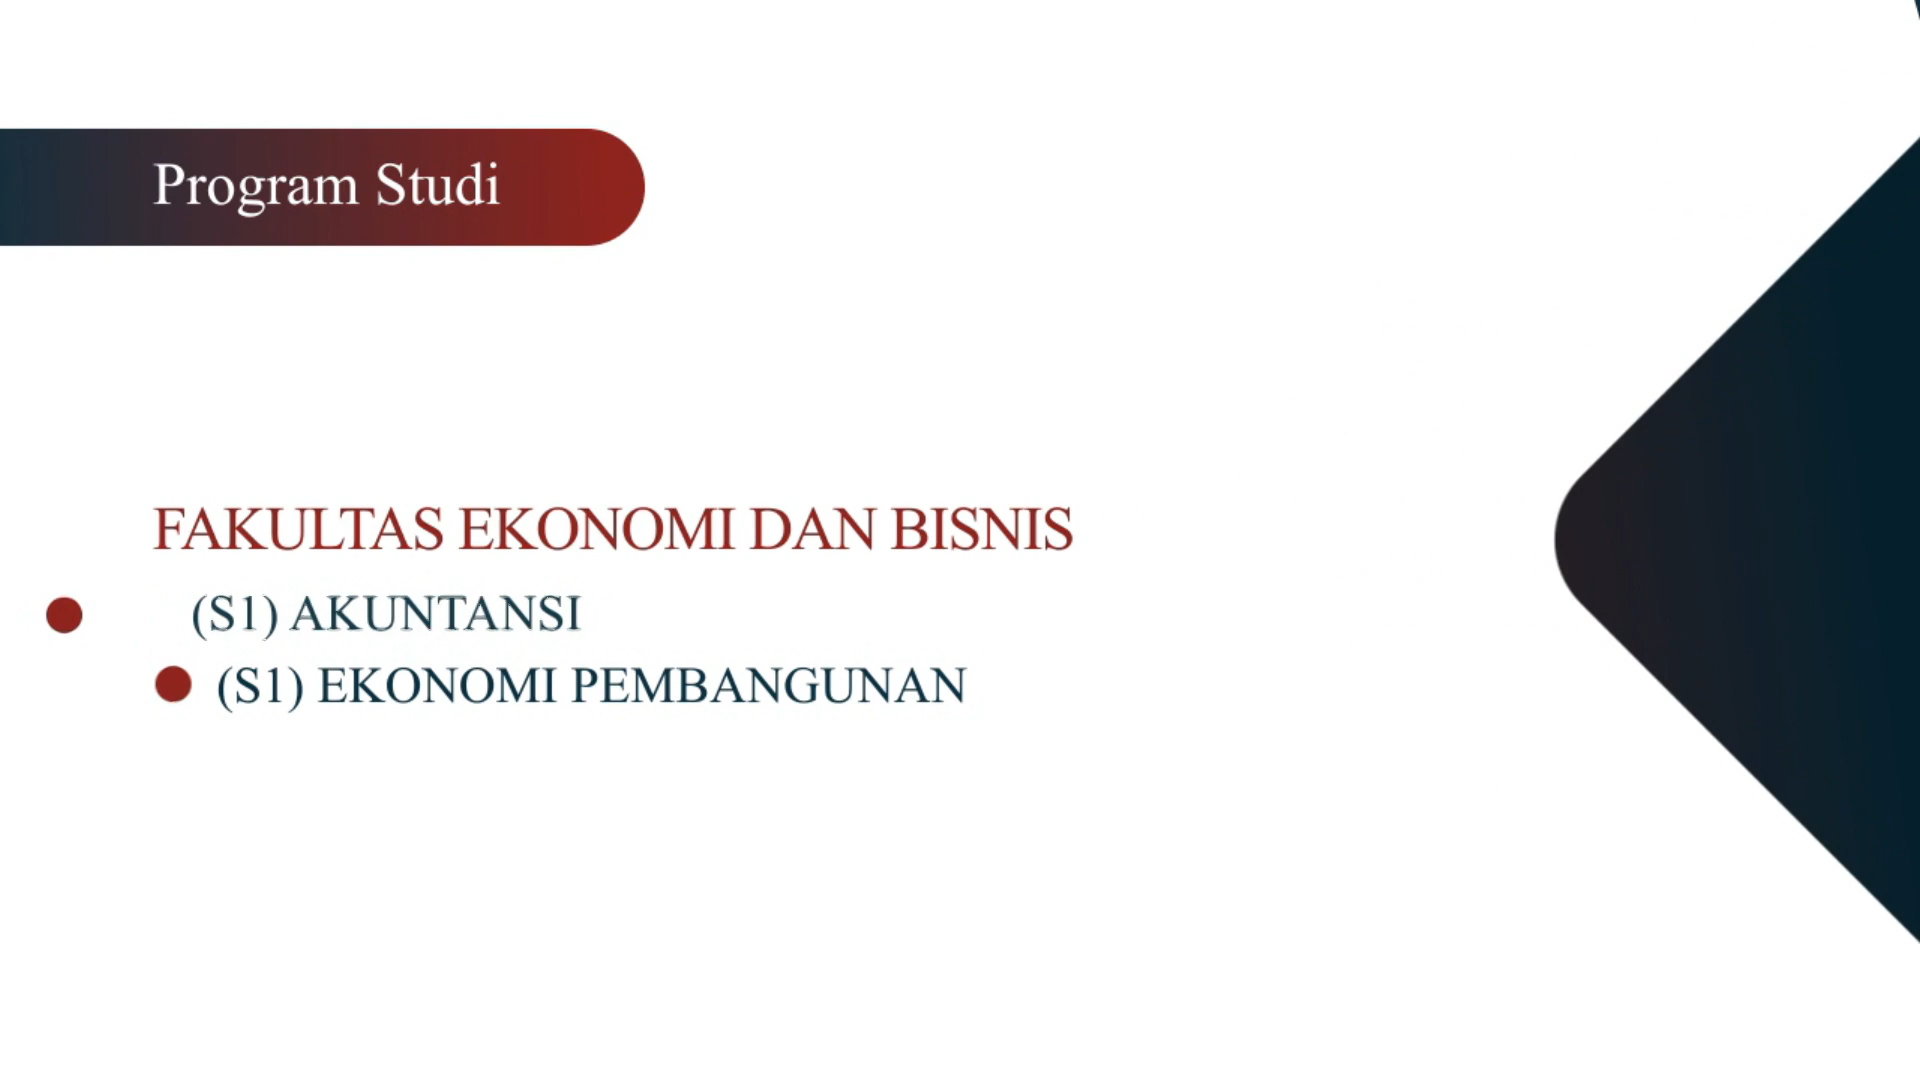 Program Studi
FAKULTAS EKONOMI DAN BISNIS
(S1) AKUNTANSI
(S1) EKONOMI PEMBANGUNAN